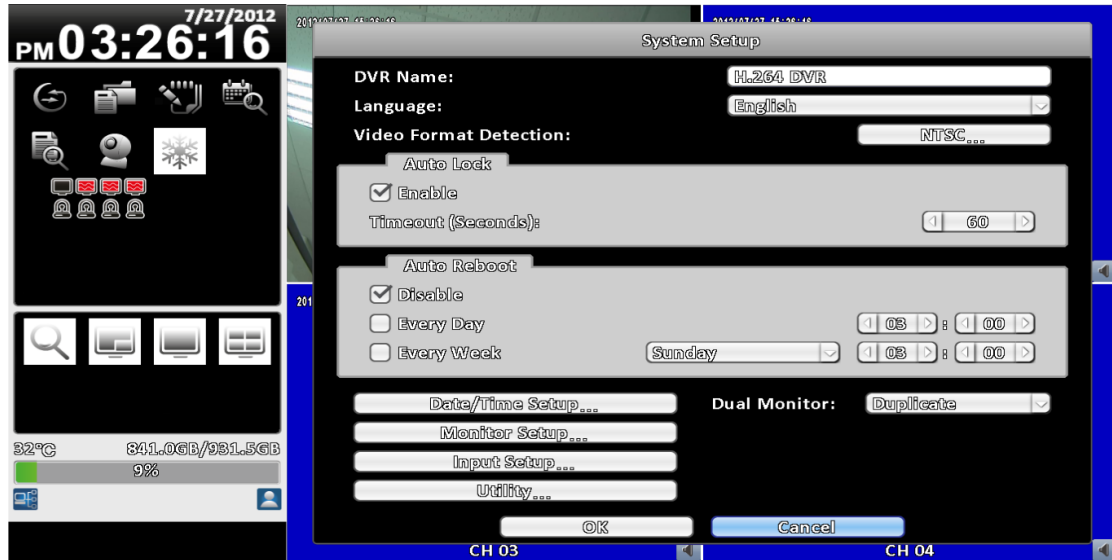 7/27/2012
PM 03:26:16
System Setup
DVR Name: H.264 DVR
Language: English
Video Format Detection: NTSC...
Auto Lock
Enable
Timeout (Seconds): 60
Auto Reboot
Disable
Every Day 03 : 00
Every Week Sunday 03 : 00
Date/Time Setup... Dual Monitor: Duplicate
Monitor Setup...
Input Setup...
Utility...
OK Cancel
32°C 841.0GB/931.5GB
9%
CH 03 CH 04